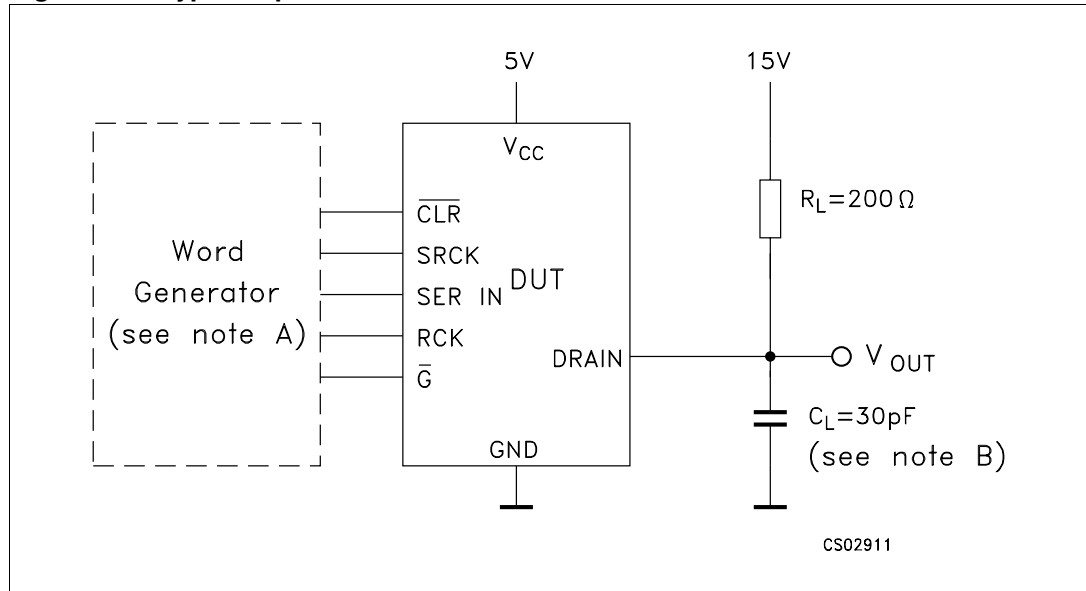 5V
15V
VCC
CLR
SRCK
SER IN
RCK
G
DUT
DRAIN
GND
Word
Generator
(see note A)
RL=200Ω
VOUT
CL=30pF
(see note B)
CS02911